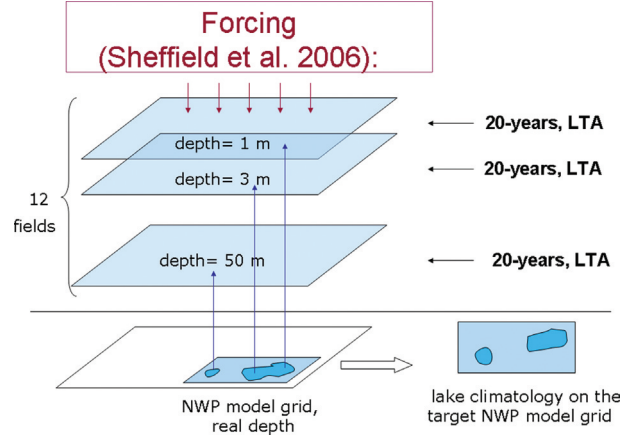 Forcing
(Sheffield et al. 2006):
20-years, LTA
depth= 1 m
20-years, LTA
depth= 3 m
12
fields
depth= 50 m
20-years, LTA
NWP model grid,
real depth
lake climatology on the
target NWP model grid